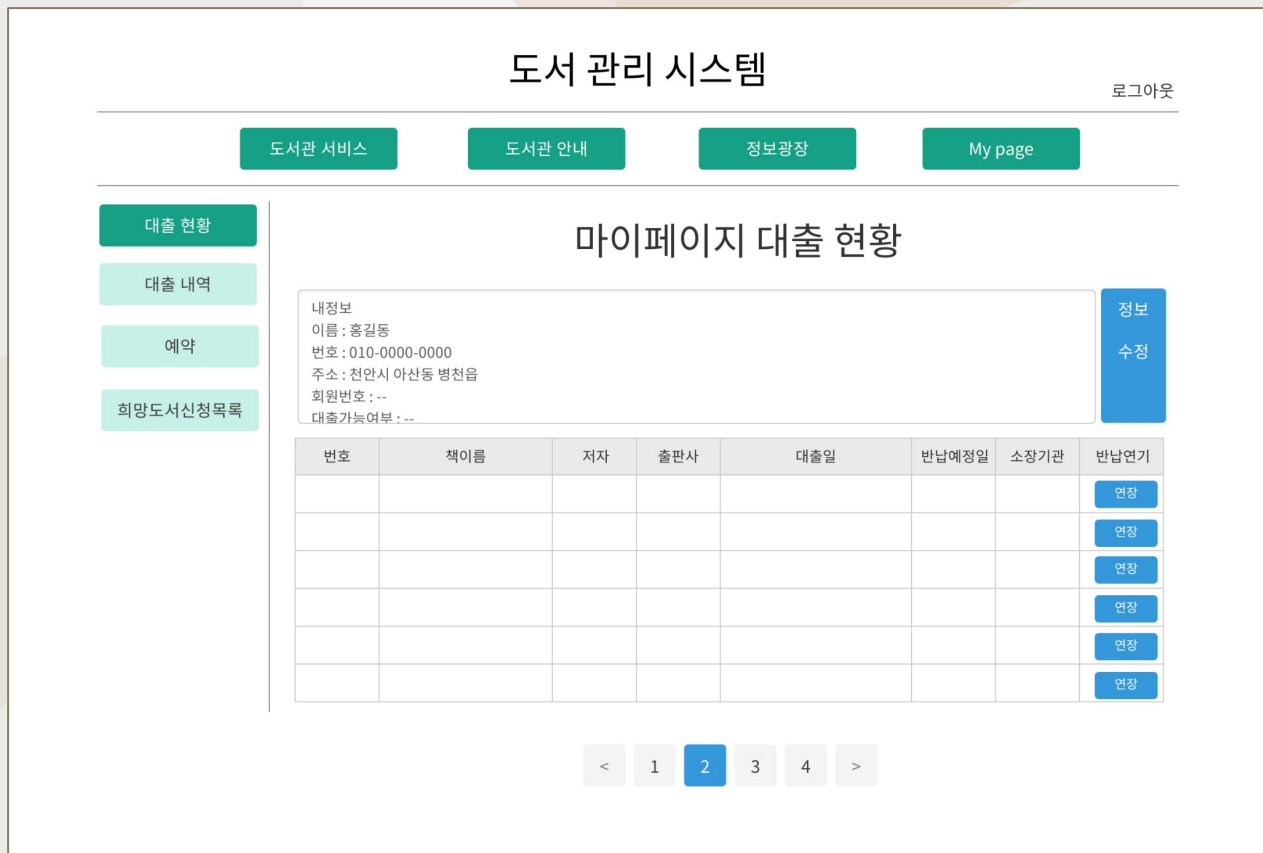 도서 관리 시스템
로그아웃
도서관 서비스
도서관 안내
정보광장
My page
대출 현황
대출 내역
예약
희망도서신청목록
마이페이지 대출 현황
내정보
이름 : 홍길동
번호 : 010-0000-0000
주소 : 천안시 아산동 병천읍
회원번호 : --
대출가능여부 : --
정보
수정
번호 책이름 저자 출판사 대출일 반납예정일 소장기관 반납연기
연장
연장
연장
연장
연장
연장
< 1 2 3 4 >